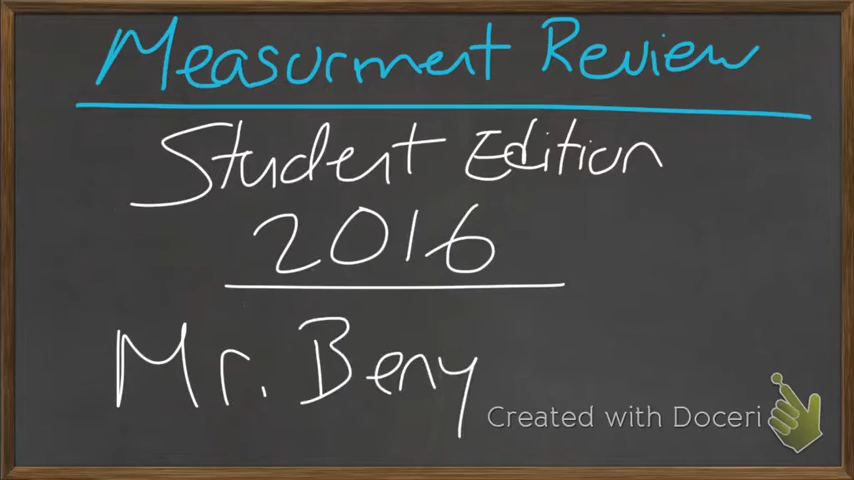 Measurment Review
Student Edition
2016
Mr. Beny
Created with Doceri